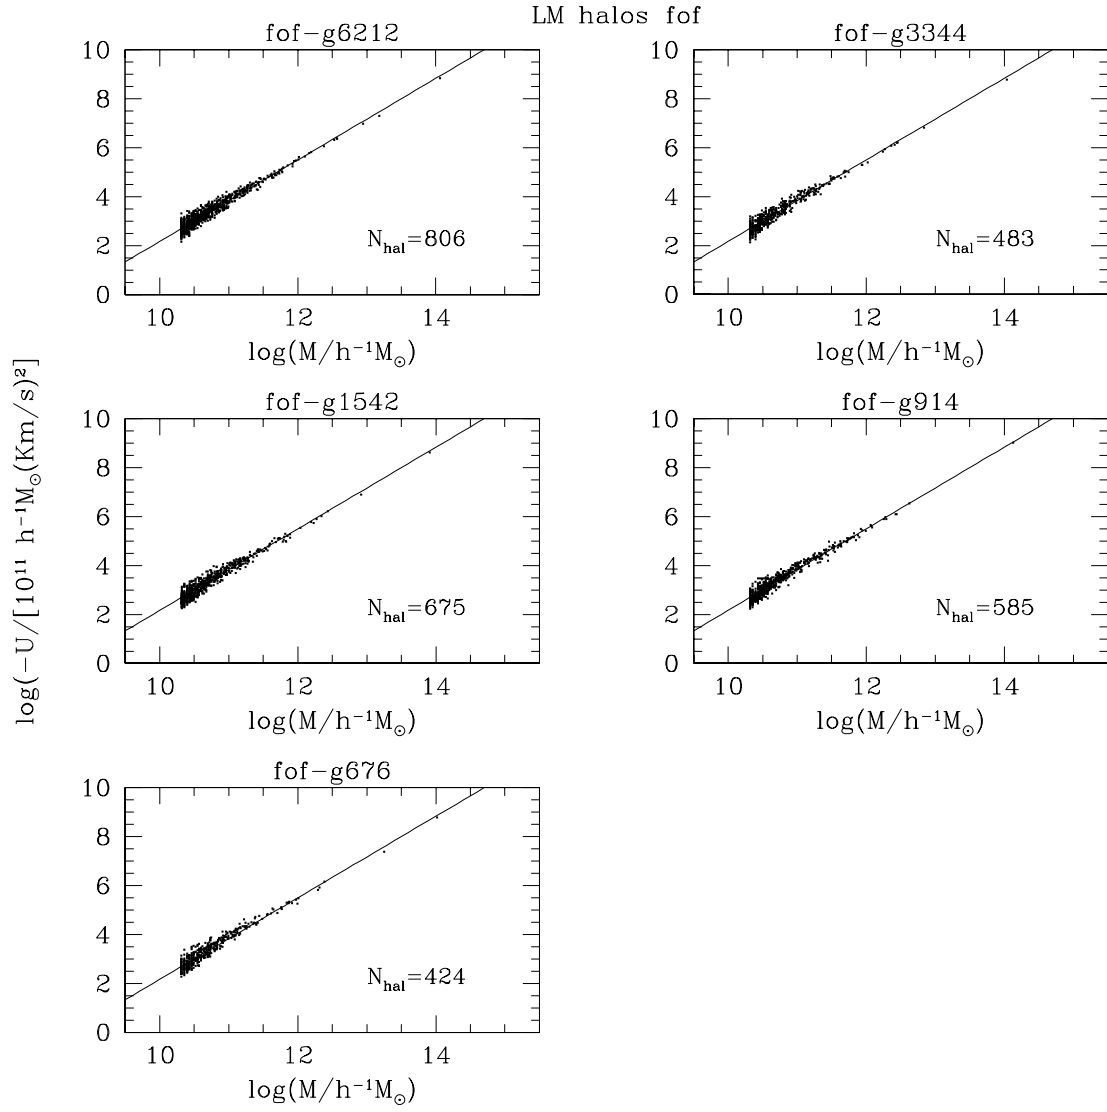 LM halos fof
fof-g6212
10
8
6
4
2
0
N_hal=806
10 12 14
log(M/h⁻¹M⊙)
fof-g3344
10
8
6
4
2
0
N_hal=483
10 12 14
log(M/h⁻¹M⊙)
log(−U/[10¹¹ h⁻¹M⊙(Km/s)²]
fof-g1542
10
8
6
4
2
0
N_hal=675
10 12 14
log(M/h⁻¹M⊙)
fof-g914
10
8
6
4
2
0
N_hal=585
10 12 14
log(M/h⁻¹M⊙)
fof-g676
10
8
6
4
2
0
N_hal=424
10 12 14
log(M/h⁻¹M⊙)